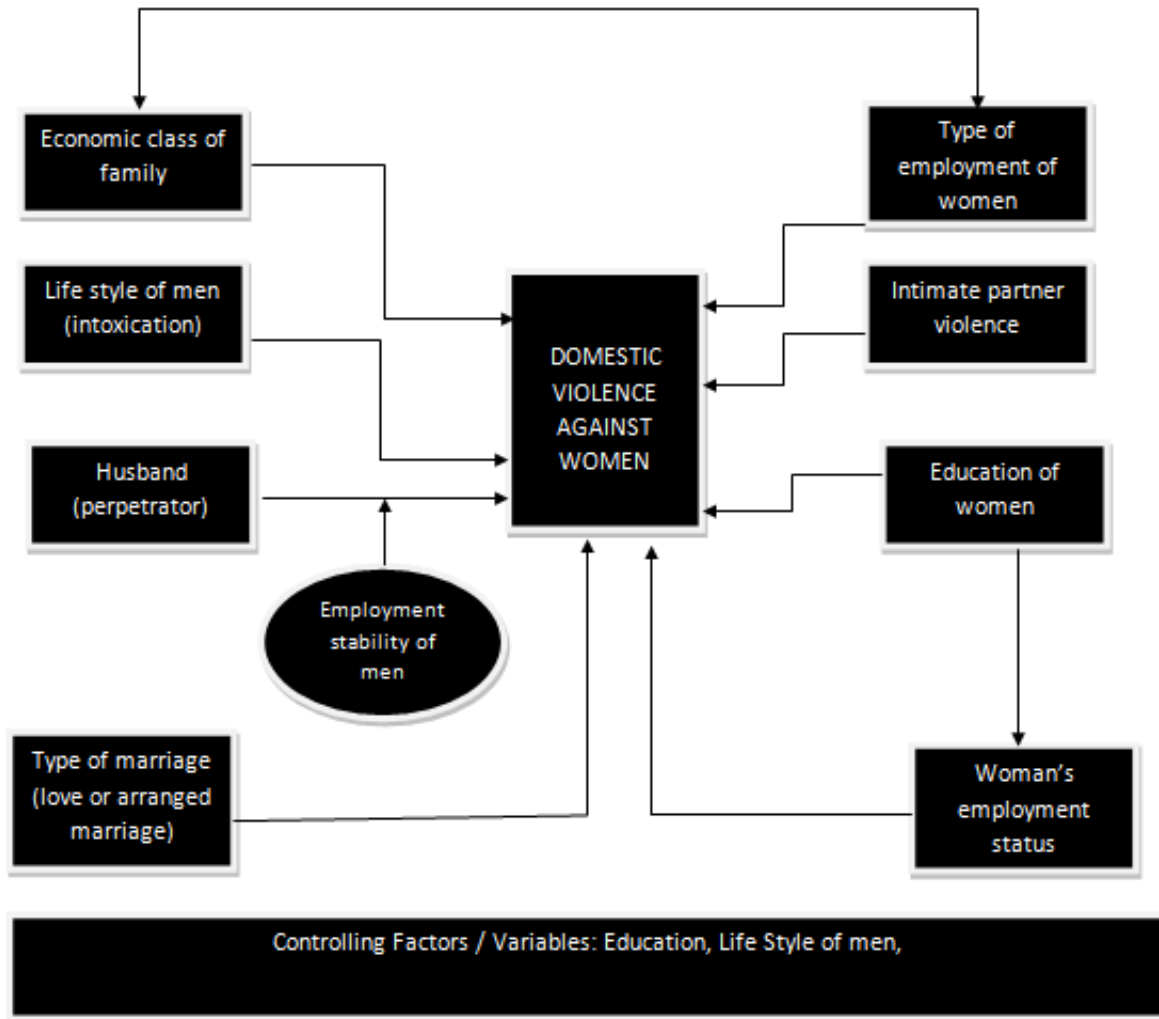 Economic class of
family
Type of
employment of
women
Life style of men
(intoxication)
Intimate partner
violence
DOMESTIC
VIOLENCE
AGAINST
WOMEN
Husband
(perpetrator)
Education of
women
Employment
stability of
men
Type of marriage
(love or arranged
marriage)
Woman’s
employment
status
Controlling Factors / Variables: Education, Life Style of men,